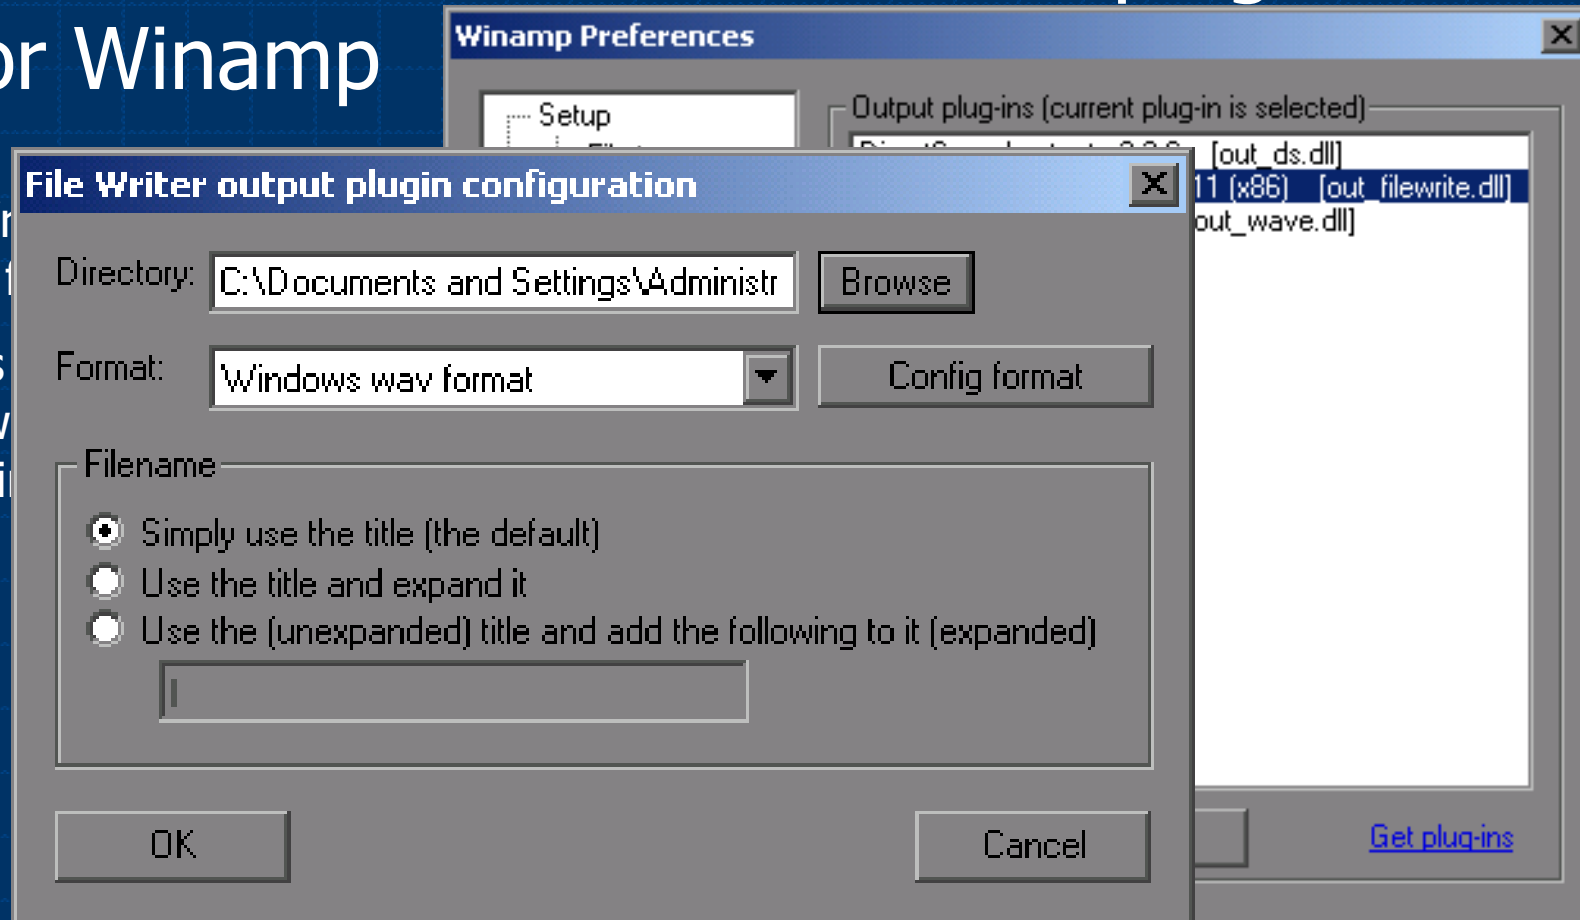 or Winamp
Winamp Preferences
Setup
Output plug-ins (current plug-in is selected)
[out_ds.dll]
11 (x86) [out_filewrite.dll]
out_wave.dll]
File Writer output plugin configuration
Directory: C:\Documents and Settings\Administr Browse
Format: Windows wav format Config format
Filename
Simply use the title (the default)
Use the title and expand it
Use the (unexpanded) title and add the following to it (expanded)
OK Cancel
Get plug-ins